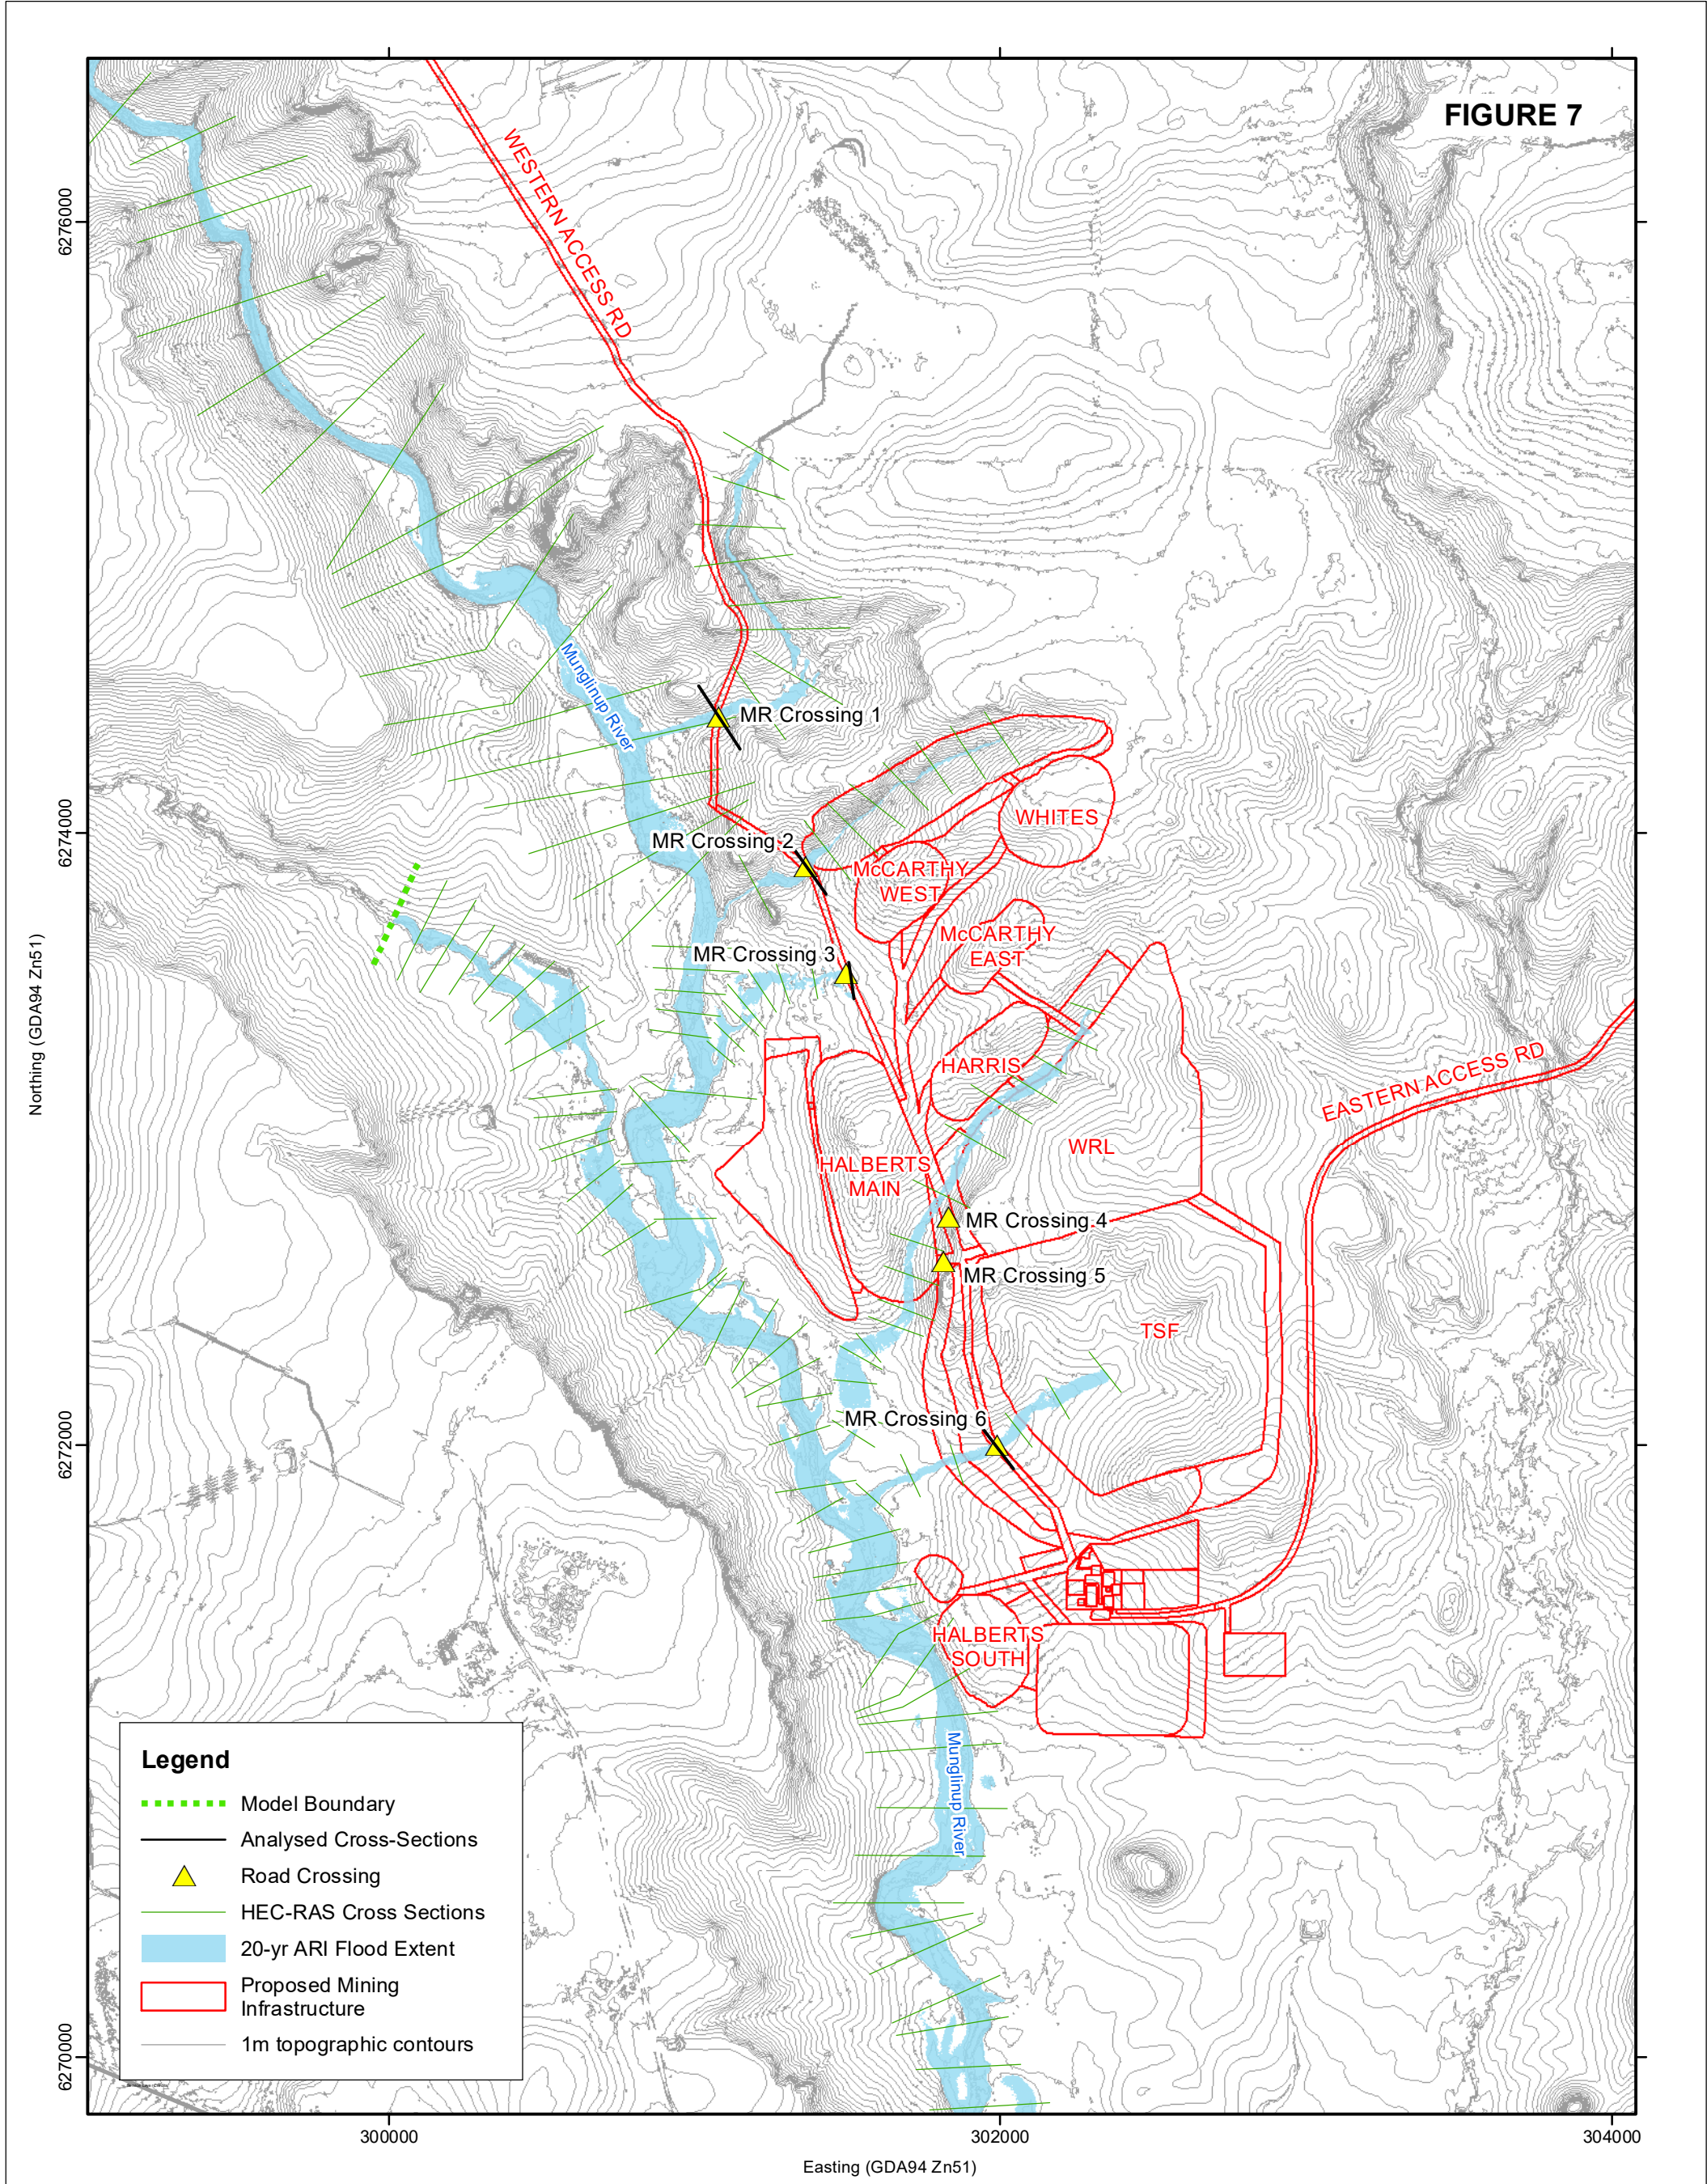 FIGURE 7
WESTERN ACCESS RD
6276000
Munglinup River
MR Crossing 1
WHITES
6274000
MR Crossing 2
McCARTHY
WEST
McCARTHY
EAST
MR Crossing 3
Northing (GDA94 Zn51)
HARRIS
EASTERN ACCESS RD
WRL
HALBERTS
MAIN
MR Crossing 4
MR Crossing 5
TSF
MR Crossing 6
6272000
HALBERTS
SOUTH
Munglinup River
Legend
Model Boundary
Analysed Cross-Sections
Road Crossing
HEC-RAS Cross Sections
20-yr ARI Flood Extent
Proposed Mining
Infrastructure
1m topographic contours
6270000
300000
302000
304000
Easting (GDA94 Zn51)